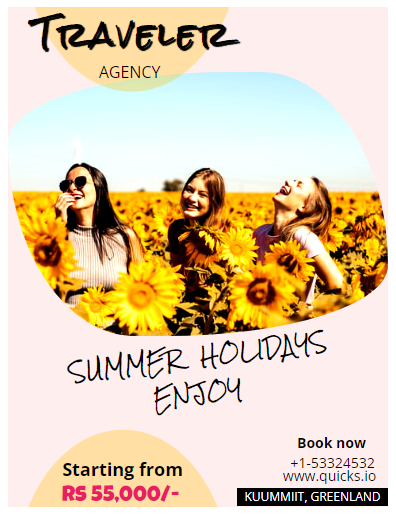 Traveler
AGENCY
SUMMER HOLIDAYS
ENJOY
Book now
+1-53324532
www.quicks.io
Starting from
RS 55,000/-
KUUMMIIT, GREENLAND